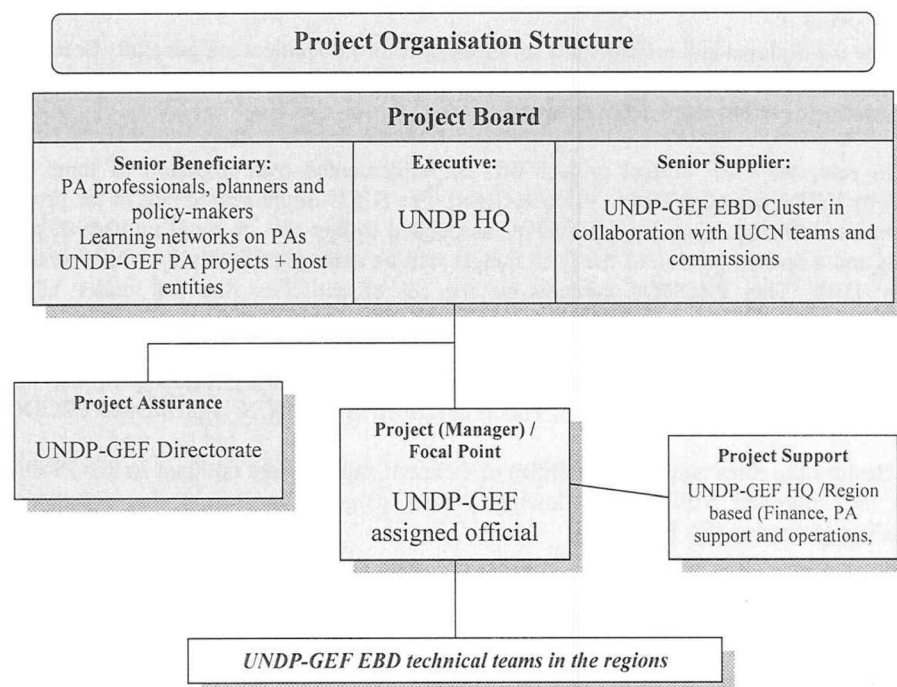 Project Organisation Structure
Project Board
Senior Beneficiary:
PA professionals, planners and
policy-makers
Learning networks on PAs
UNDP-GEF PA projects + host
entities
Executive:
UNDP HQ
Senior Supplier:
UNDP-GEF EBD Cluster in
collaboration with IUCN teams and
commissions
Project Assurance
UNDP-GEF Directorate
Project (Manager) /
Focal Point
UNDP-GEF
assigned official
Project Support
UNDP-GEF HQ /Region
based (Finance, PA
support and operations,
UNDP-GEF EBD technical teams in the regions